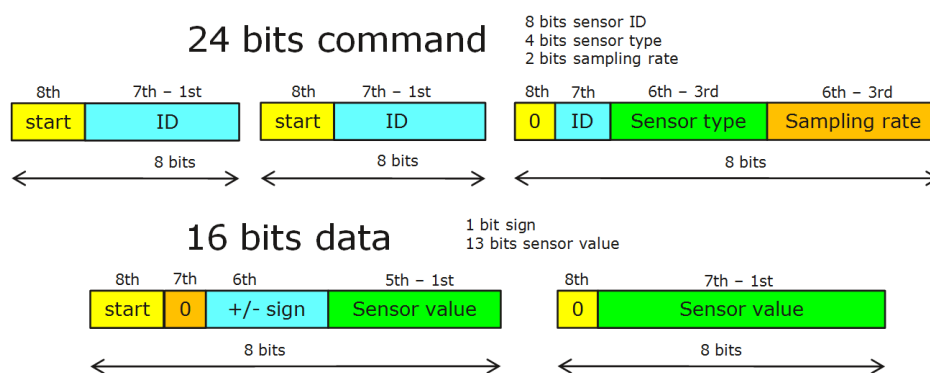 24 bits command
8 bits sensor ID
4 bits sensor type
2 bits sampling rate
8th 7th – 1st 8th 7th – 1st 8th 7th 6th – 3rd 6th – 3rd
start ID start ID 0 ID Sensor type Sampling rate
8 bits 8 bits 8 bits
16 bits data
1 bit sign
13 bits sensor value
8th 7th 6th 5th – 1st 8th 7th – 1st
start 0 +/- sign Sensor value 0 Sensor value
8 bits 8 bits